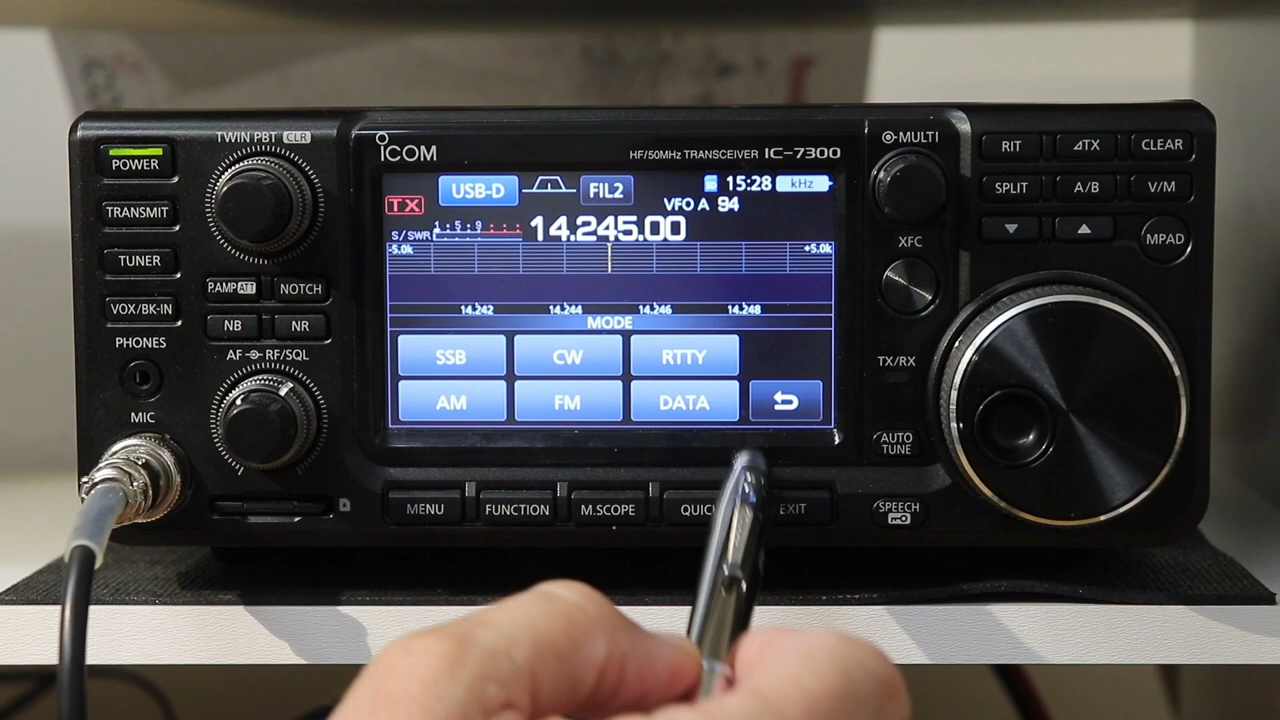 POWER
TRANSMIT
TUNER
VOX/BK-IN
PHONES
MIC
TWIN PBT CLR
P.AMP ATT
NOTCH
NB
NR
AF RF/SQL
ICOM
HF/50MHz TRANSCEIVER IC-7300
USB-D
FIL2
15:28
kHz
TX
VFO A 94
S/SWR
1 5 9
14.245.00
-5.0k
+5.0k
14.242
14.244
14.246
14.248
MODE
SSB
CW
RTTY
AM
FM
DATA
MENU
FUNCTION
M.SCOPE
QUIC
EXIT
MULTI
XFC
TX/RX
AUTO TUNE
SPEECH
RIT
⊿TX
CLEAR
SPLIT
A/B
V/M
MPAD